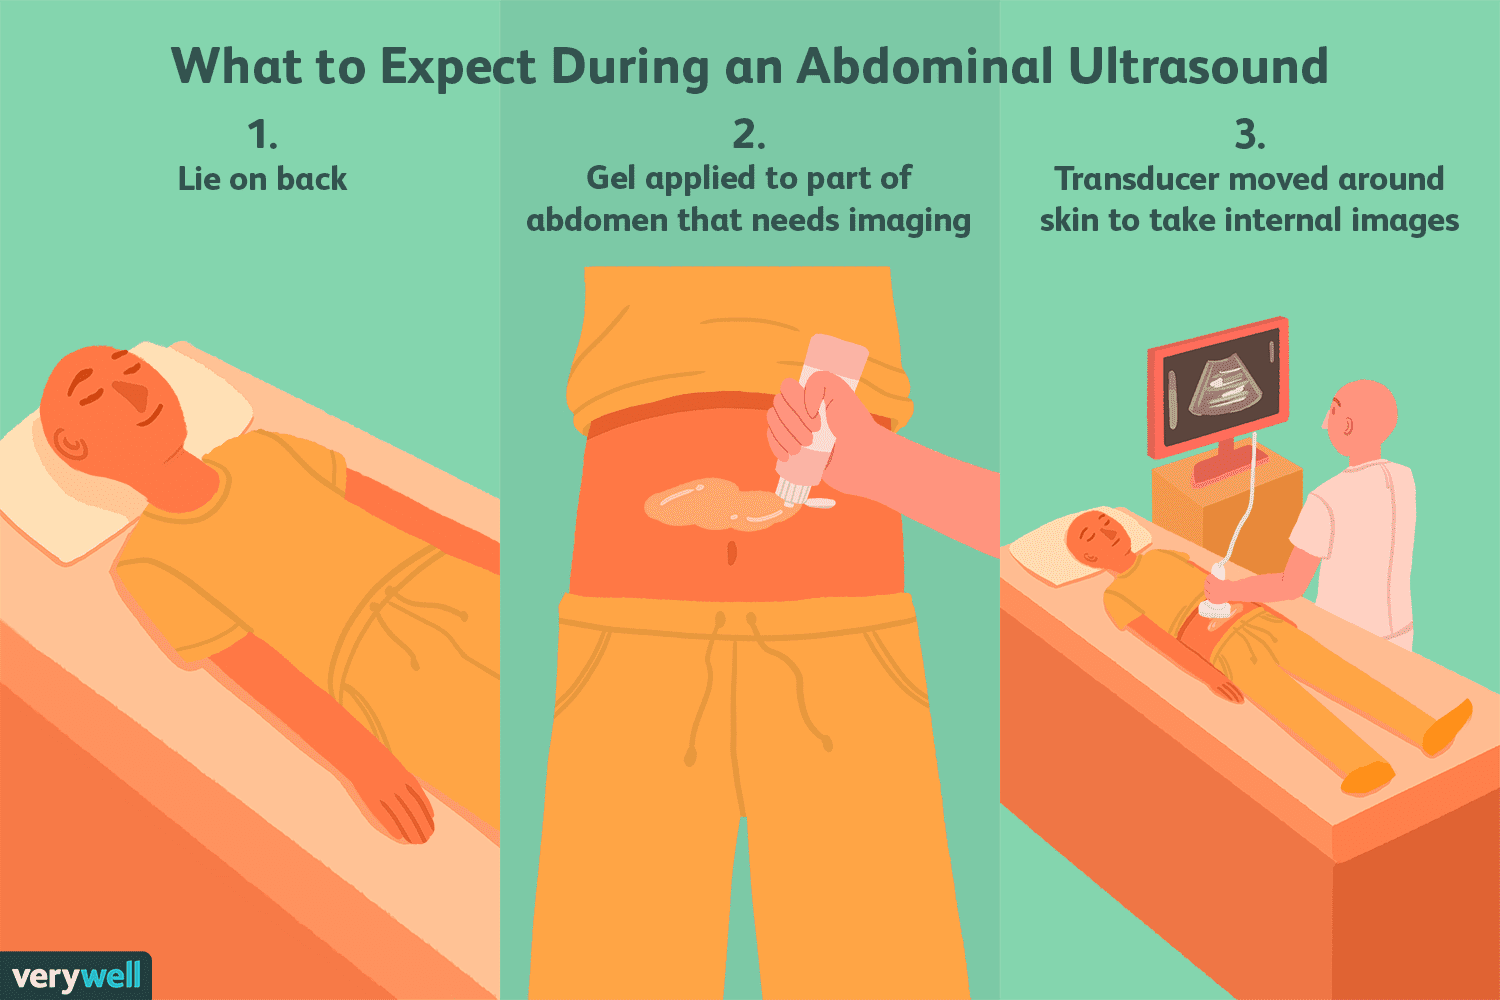 What to Expect During an Abdominal Ultrasound
1.
Lie on back
2.
Gel applied to part of
abdomen that needs imaging
3.
Transducer moved around
skin to take internal images
verywell